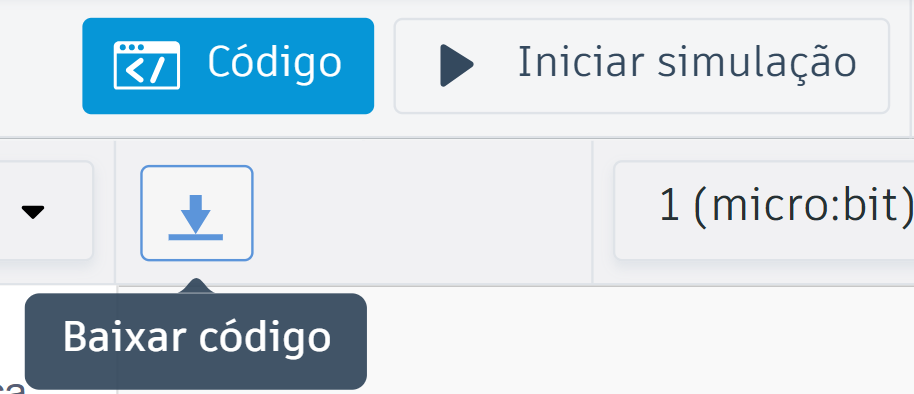 Código
Iniciar simulação
1 (micro:bit)
Baixar código